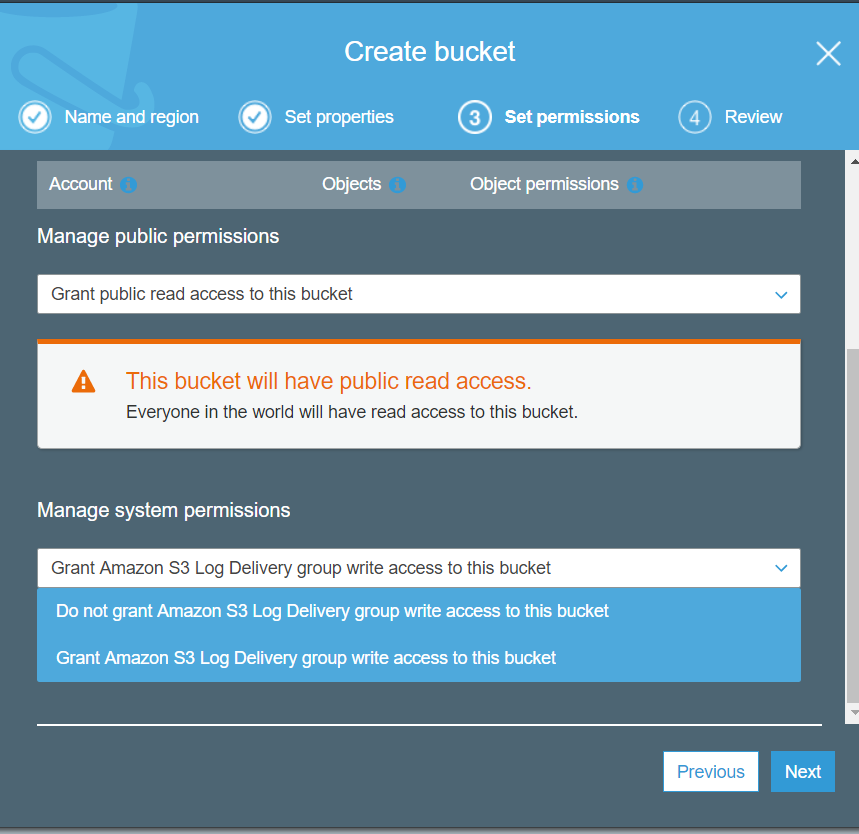 Create bucket
Name and region
Set properties
3 Set permissions
4 Review
Account
Objects
Object permissions
Manage public permissions
Grant public read access to this bucket
This bucket will have public read access.
Everyone in the world will have read access to this bucket.
Manage system permissions
Grant Amazon S3 Log Delivery group write access to this bucket
Do not grant Amazon S3 Log Delivery group write access to this bucket
Grant Amazon S3 Log Delivery group write access to this bucket
Previous
Next